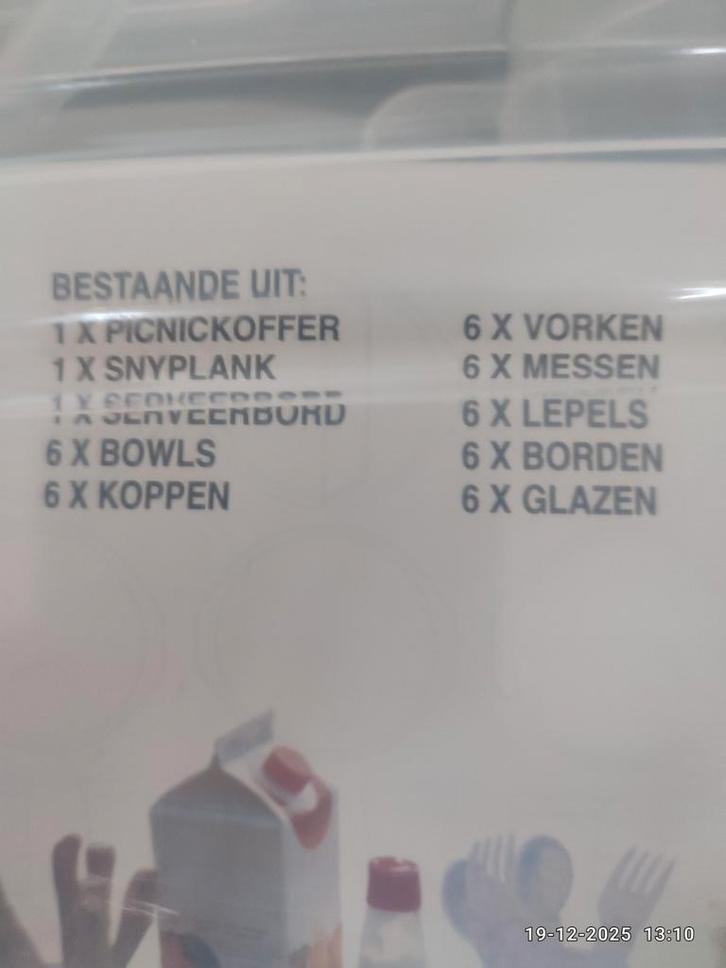 BESTAANDE UIT:
1 X PICNICKOFFER
1 X SNYPLANK
1 X SERVEERBORD
6 X BOWLS
6 X KOPPEN
6 X VORKEN
6 X MESSEN
6 X LEPELS
6 X BORDEN
6 X GLAZEN
19-12-2025 13:10